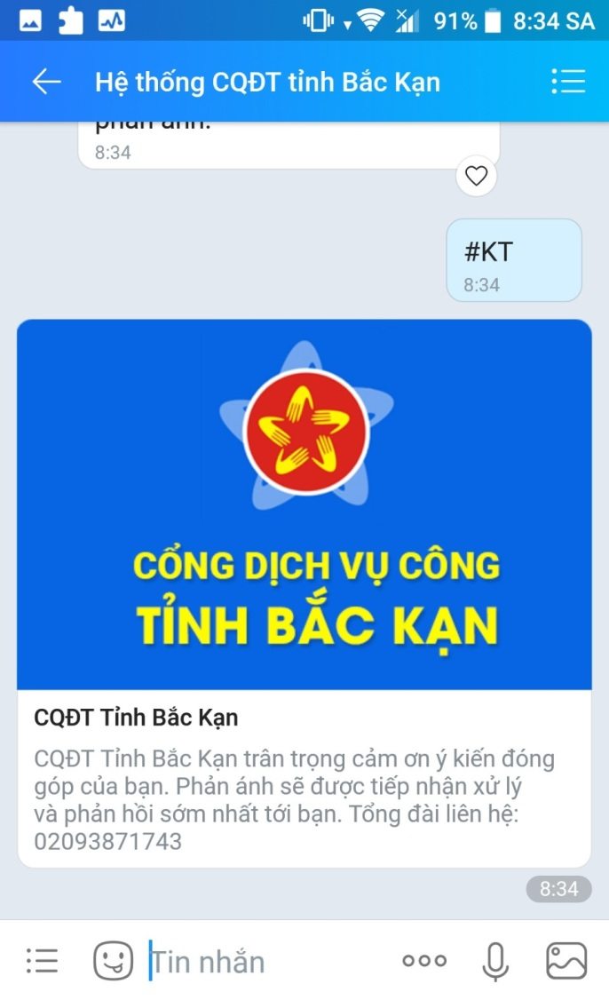 91% 8:34 SA
Hệ thống CQĐT tỉnh Bắc Kạn
phản ánh.
8:34
#KT
8:34
CỔNG DỊCH VỤ CÔNG
TỈNH BẮC KẠN
CQĐT Tỉnh Bắc Kạn
CQĐT Tỉnh Bắc Kạn trân trọng cảm ơn ý kiến đóng
góp của bạn. Phản ánh sẽ được tiếp nhận xử lý
và phản hồi sớm nhất tới bạn. Tổng đài liên hệ:
02093871743
8:34
Tin nhắn